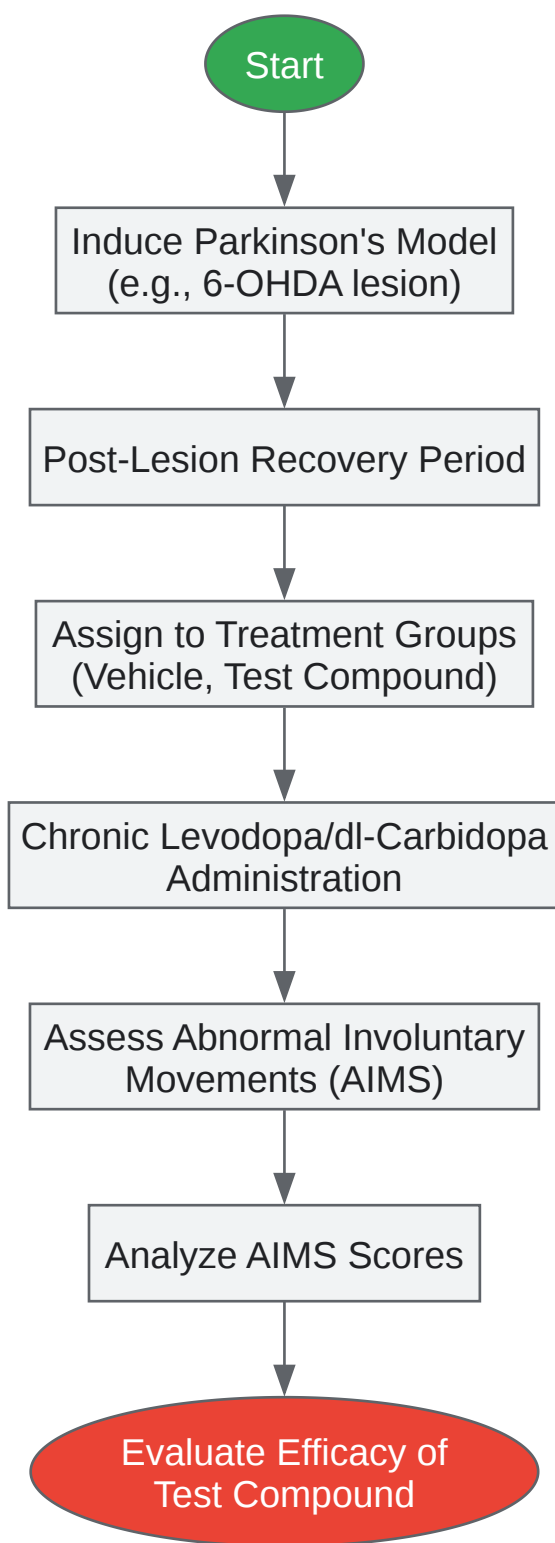 Start
Induce Parkinson's Model
(e.g., 6-OHDA lesion)
Post-Lesion Recovery Period
Assign to Treatment Groups
(Vehicle, Test Compound)
Chronic Levodopa/dl-Carbidopa
Administration
Assess Abnormal Involuntary
Movements (AIMS)
Analyze AIMS Scores
Evaluate Efficacy of
Test Compound